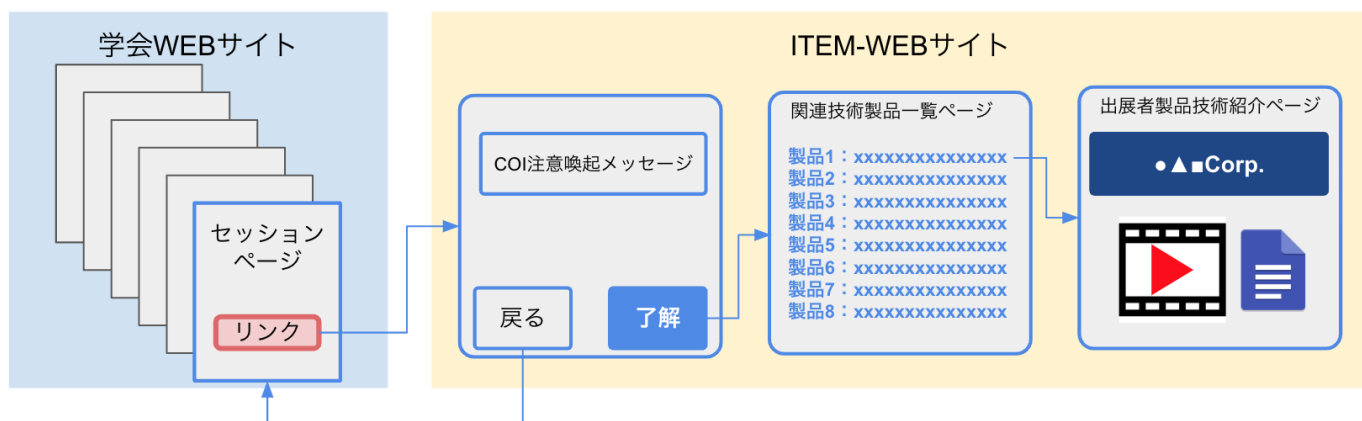 学会WEBサイト
セッション
ページ
リンク
ITEM-WEBサイト
COI注意喚起メッセージ
戻る
了解
関連技術製品一覧ページ
製品1：xxxxxxxxxxxxxxx
製品2：xxxxxxxxxxxxxxx
製品3：xxxxxxxxxxxxxxx
製品4：xxxxxxxxxxxxxxx
製品5：xxxxxxxxxxxxxxx
製品6：xxxxxxxxxxxxxxx
製品7：xxxxxxxxxxxxxxx
製品8：xxxxxxxxxxxxxxx
出展者製品技術紹介ページ
●▲■Corp.